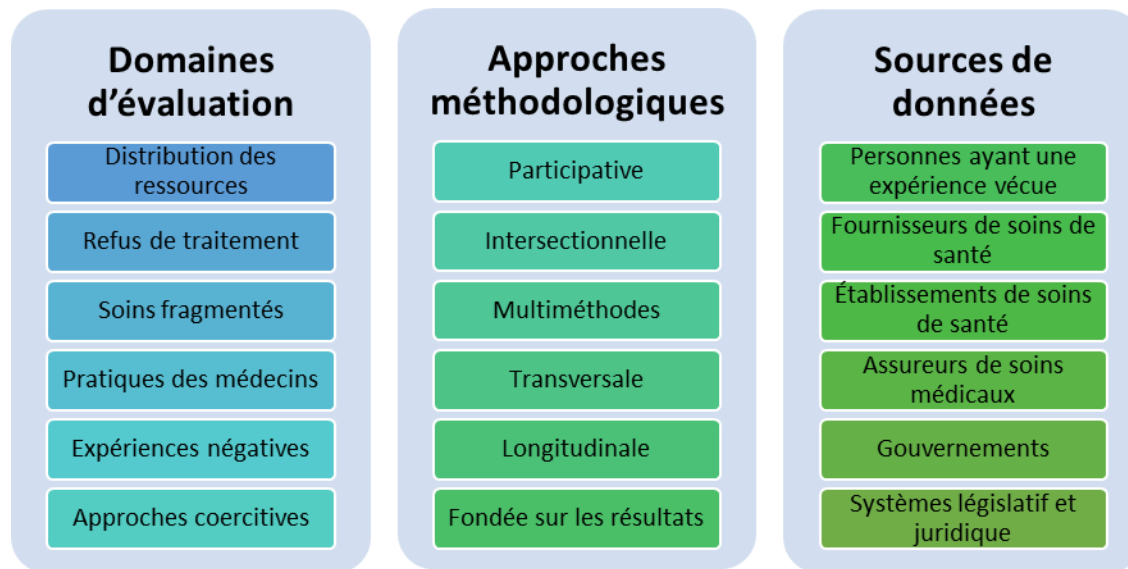 Domaines
d’évaluation
Distribution des
ressources
Refus de traitement
Soins fragmentés
Pratiques des médecins
Expériences négatives
Approches coercitives
Approches
méthodologiques
Participative
Intersectionnelle
Multiméthodes
Transversale
Longitudinale
Fondée sur les résultats
Sources de
données
Personnes ayant une
expérience vécue
Fournisseurs de soins de
santé
Établissements de soins
de santé
Assureurs de soins
médicaux
Gouvernements
Systèmes législatif et
juridique